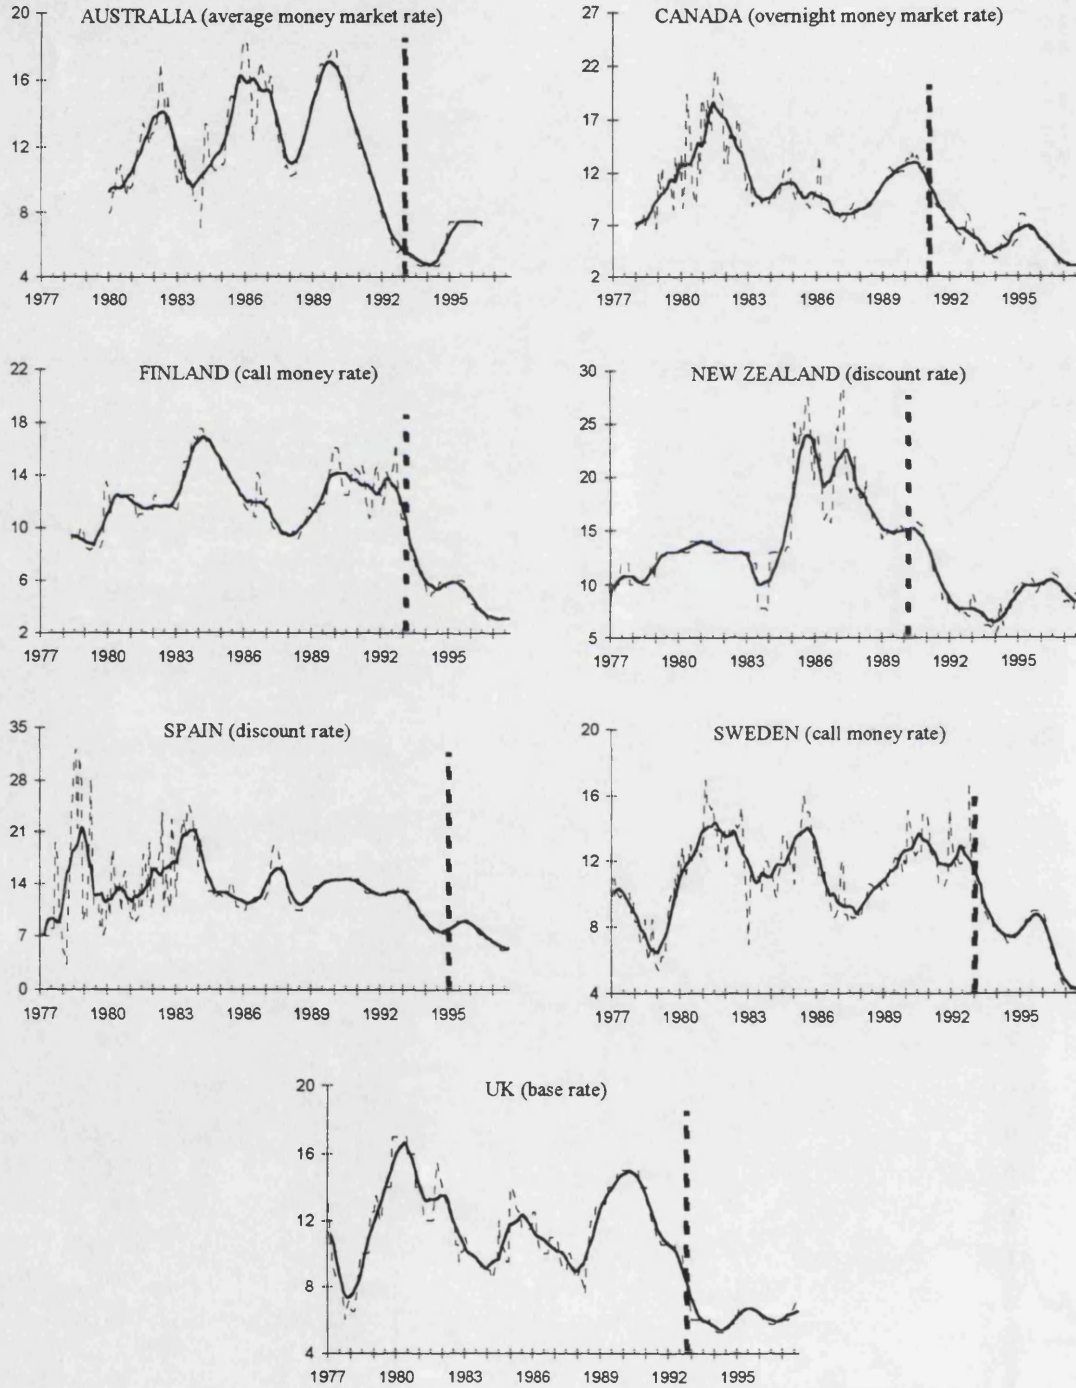 AUSTRALIA (average money market rate)
20
16
12
8
4
1977 1980 1983 1986 1989 1992 1995
CANADA (overnight money market rate)
27
22
17
12
7
2
1977 1980 1983 1986 1989 1992 1995
FINLAND (call money rate)
22
18
14
10
6
2
1977 1980 1983 1986 1989 1992 1995
NEW ZEALAND (discount rate)
30
25
20
15
10
5
1977 1980 1983 1986 1989 1992 1995
SPAIN (discount rate)
35
28
21
14
7
0
1977 1980 1983 1986 1989 1992 1995
SWEDEN (call money rate)
20
16
12
8
4
1977 1980 1983 1986 1989 1992 1995
UK (base rate)
20
16
12
8
4
1977 1980 1983 1986 1989 1992 1995